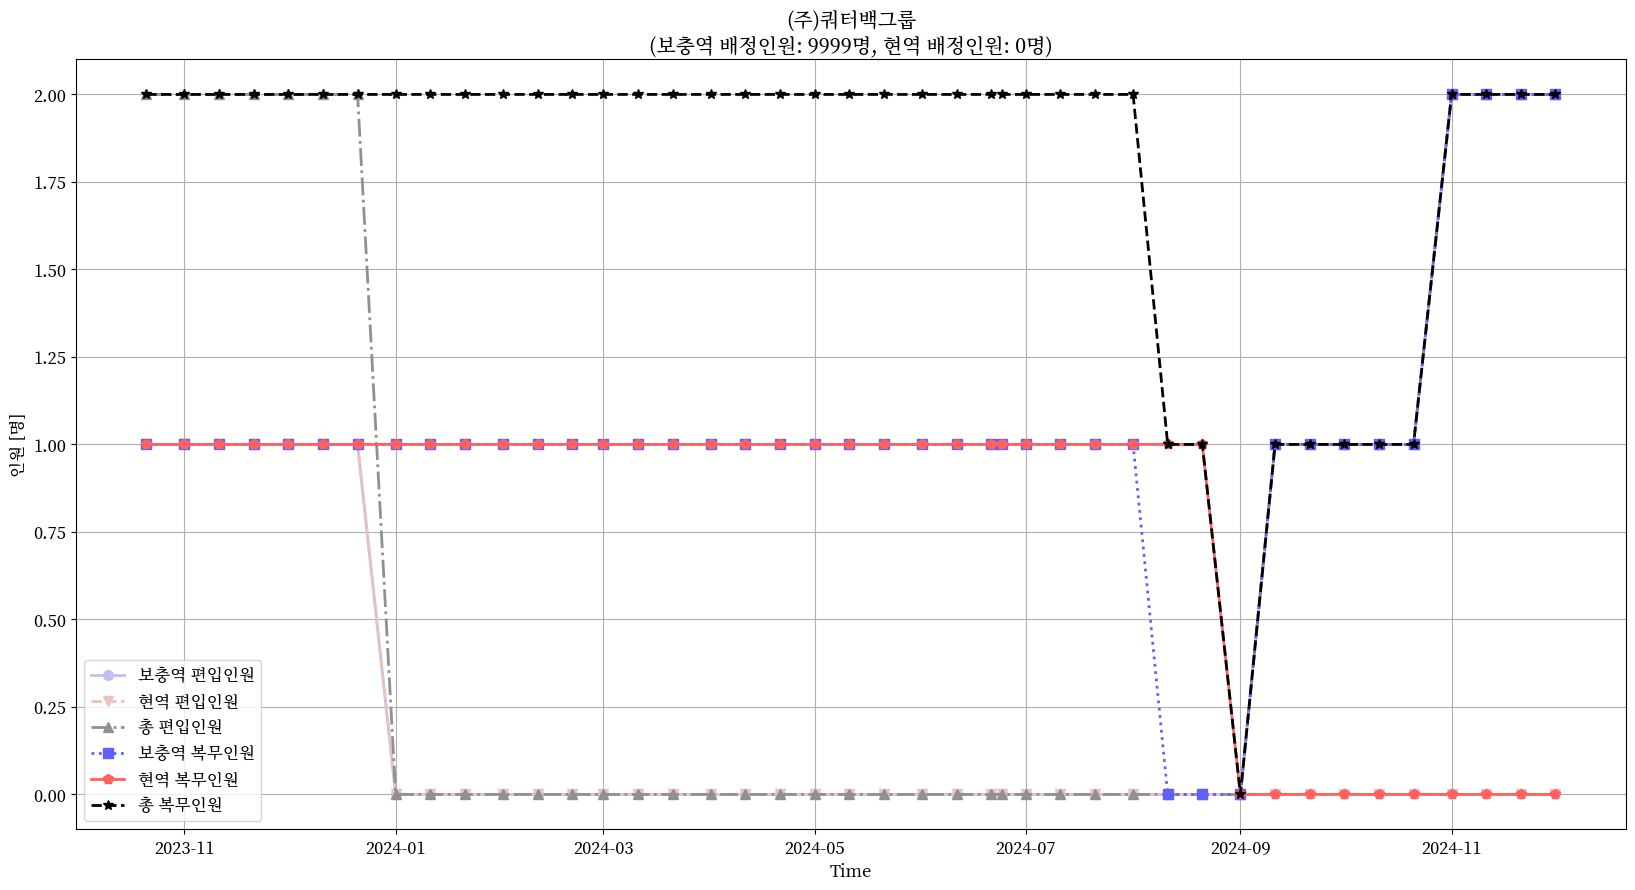 (주)쿼터백그룹
(보충역 배정인원: 9999명, 현역 배정인원: 0명)
인원 [명]
2.00
1.75
1.50
1.25
1.00
0.75
0.50
0.25
0.00
보충역 편입인원
현역 편입인원
총 편입인원
보충역 복무인원
현역 복무인원
총 복무인원
2023-11
2024-01
2024-03
2024-05
2024-07
2024-09
2024-11
Time